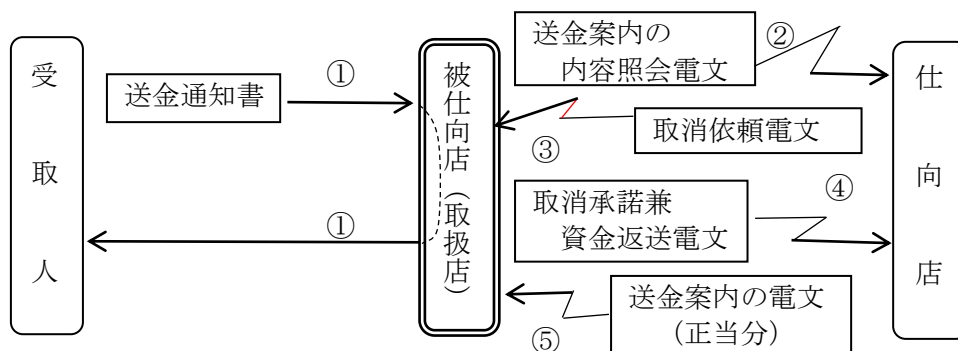 受取人
送金通知書
①
①
被仕向店（取扱店）
送金案内の
内容照会電文
②
取消依頼電文
③
取消承諾兼
資金返送電文
④
送金案内の電文
（正当分）
⑤
仕向店